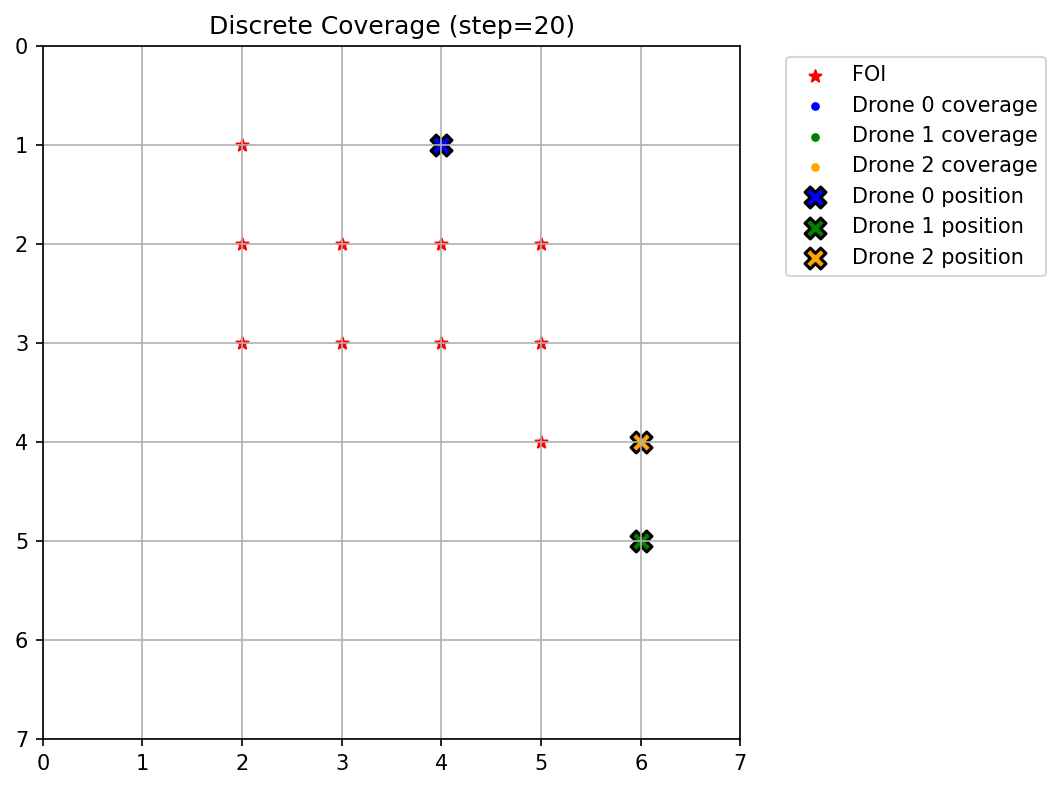 Discrete Coverage (step=20)
FOI
Drone 0 coverage
Drone 1 coverage
Drone 2 coverage
Drone 0 position
Drone 1 position
Drone 2 position
0
1
2
3
4
5
6
7
0 1 2 3 4 5 6 7